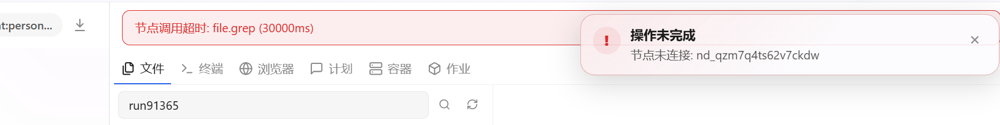 t:person...
节点调用超时: file.grep (30000ms)
操作未完成
节点未连接: nd_qzm7q4ts62v7ckdw
文件 终端 浏览器 计划 容器 作业
run91365